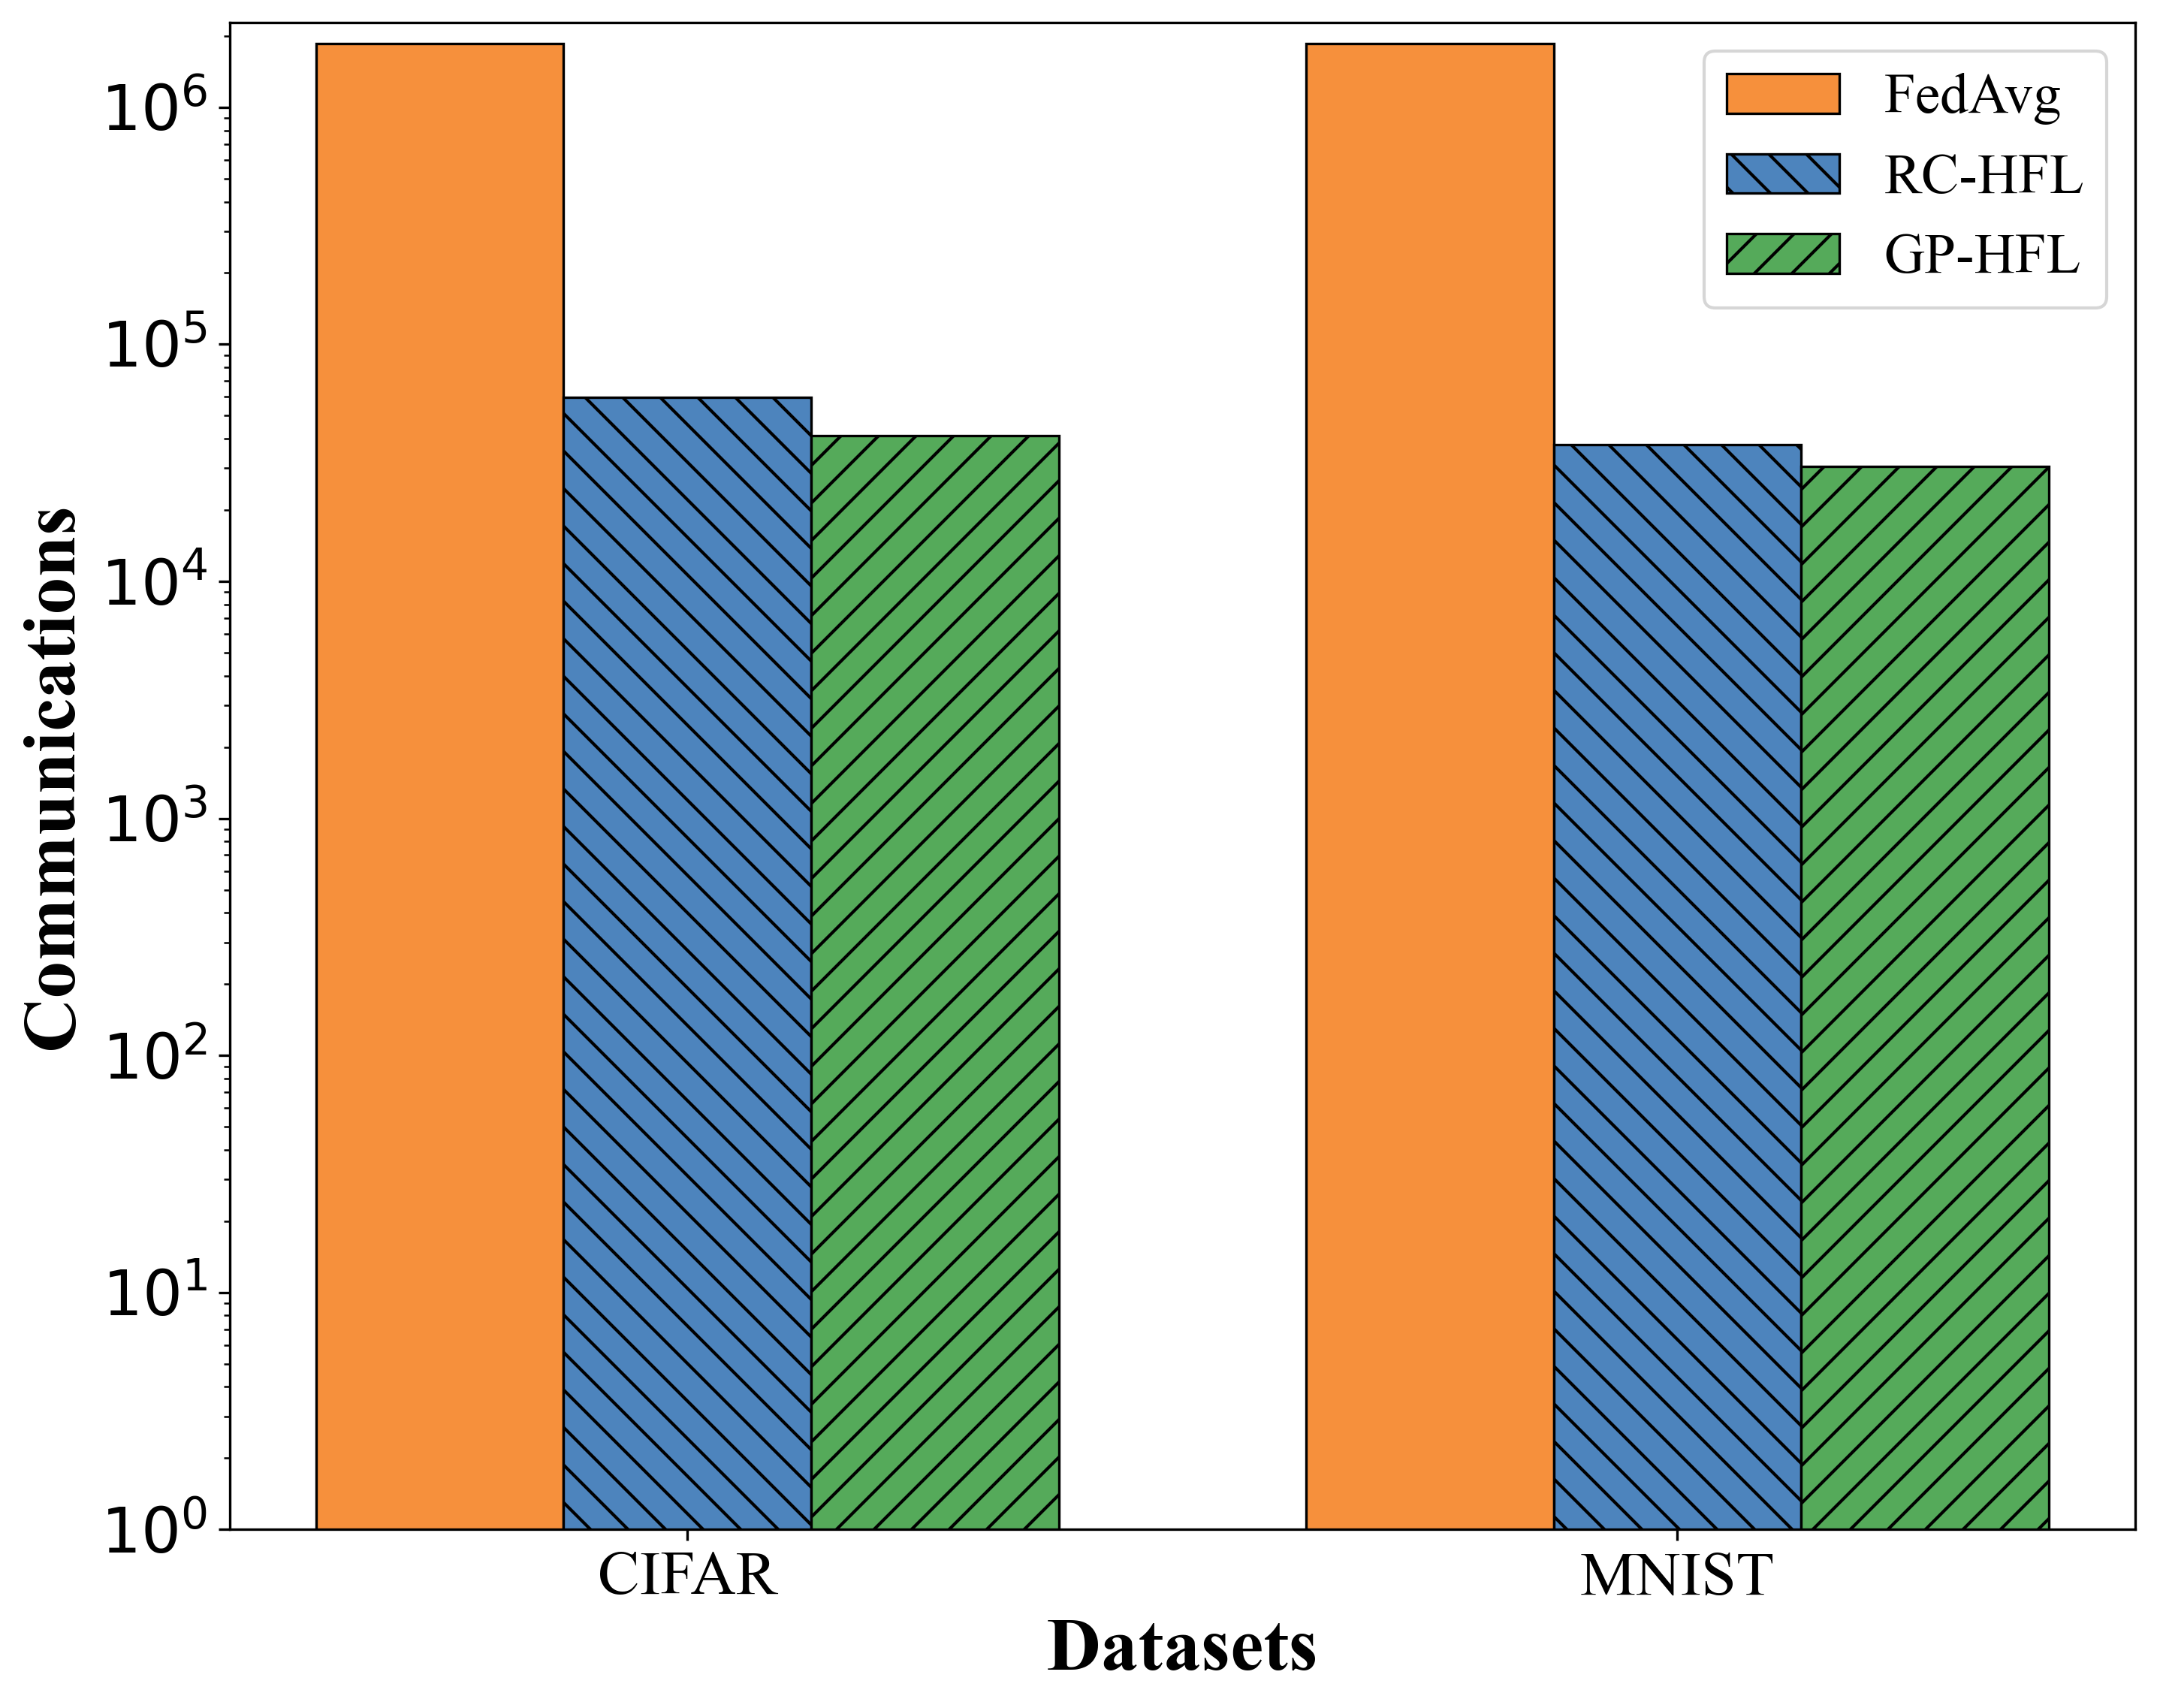 Communications
10^6
10^5
10^4
10^3
10^2
10^1
10^0
FedAvg
RC-HFL
GP-HFL
CIFAR
MNIST
Datasets